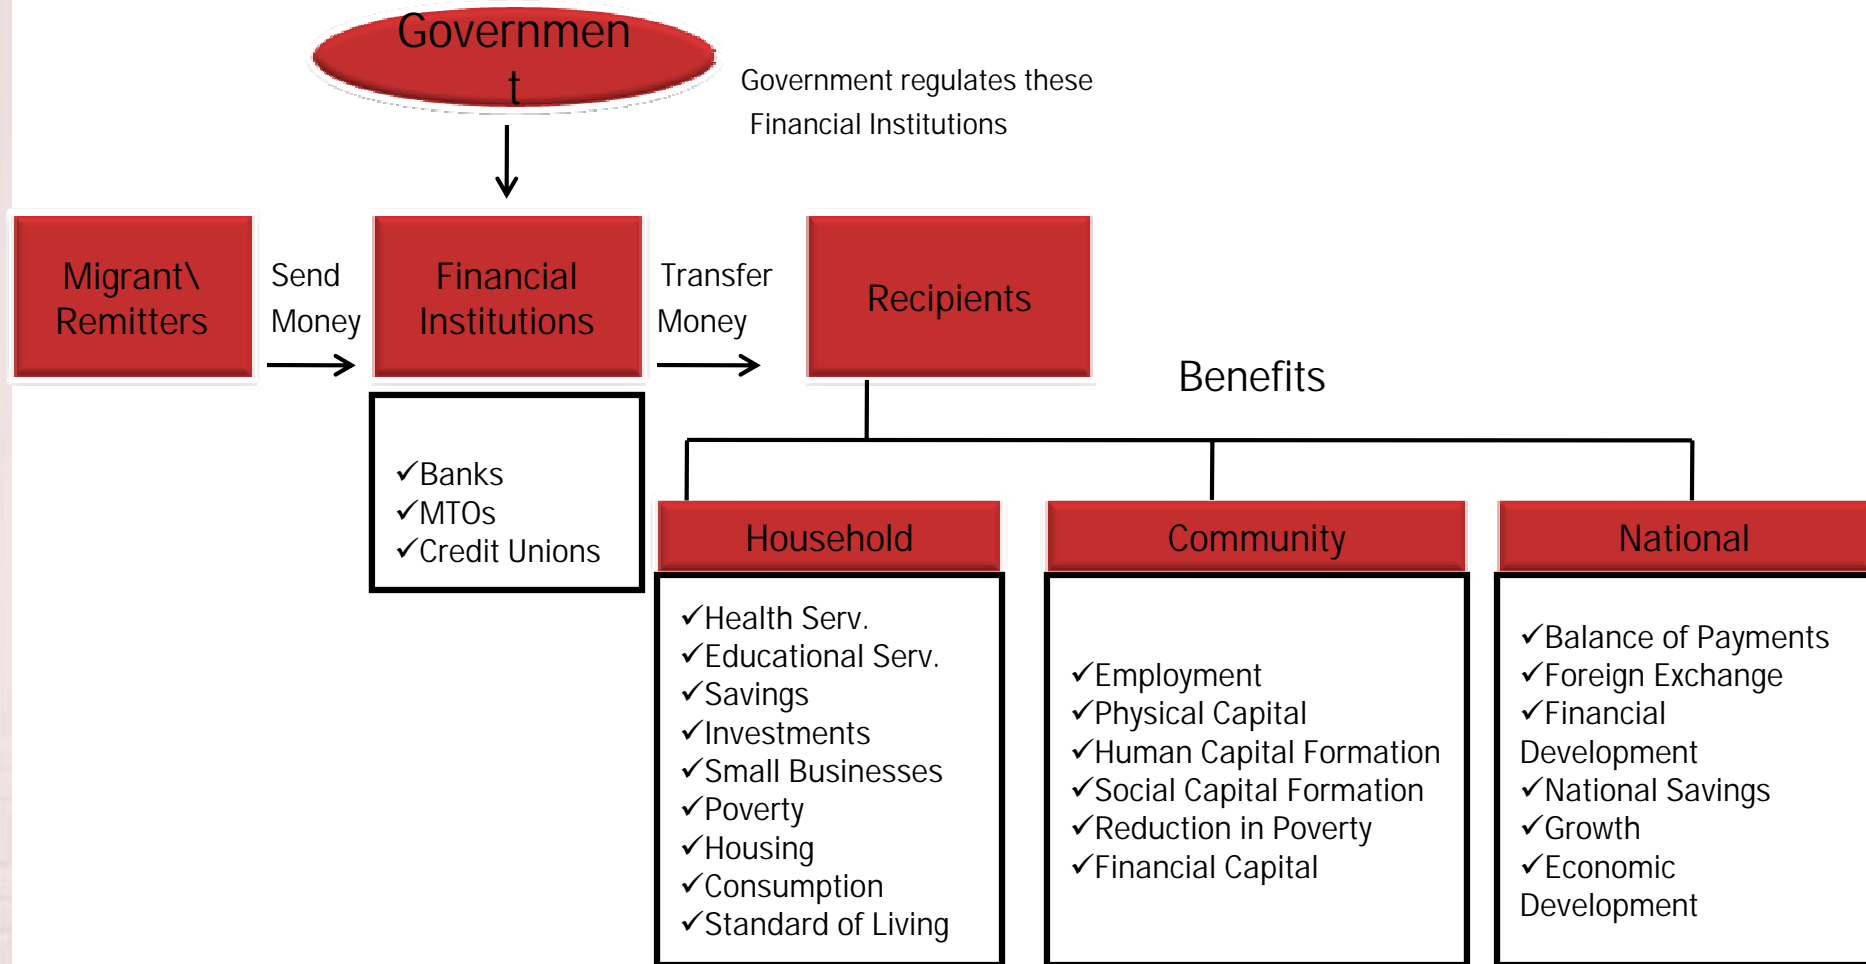 Governmen
t
Government regulates these
Financial Institutions
Migrant\
Remitters
Send
Money
Financial
Institutions
Transfer
Money
Recipients
Benefits
✓Banks
✓MTOs
✓Credit Unions
Household
✓Health Serv.
✓Educational Serv.
✓Savings
✓Investments
✓Small Businesses
✓Poverty
✓Housing
✓Consumption
✓Standard of Living
Community
✓Employment
✓Physical Capital
✓Human Capital Formation
✓Social Capital Formation
✓Reduction in Poverty
✓Financial Capital
National
✓Balance of Payments
✓Foreign Exchange
✓Financial
Development
✓National Savings
✓Growth
✓Economic
Development